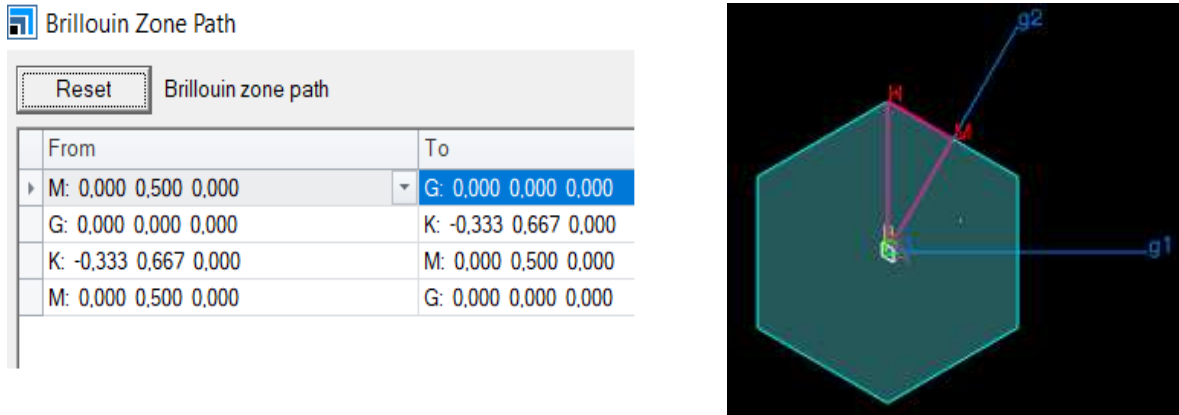 Brillouin Zone Path
Reset Brillouin zone path
From To
M: 0,000 0,500 0,000 G: 0,000 0,000 0,000
G: 0,000 0,000 0,000 K: -0,333 0,667 0,000
K: -0,333 0,667 0,000 M: 0,000 0,500 0,000
M: 0,000 0,500 0,000 G: 0,000 0,000 0,000
g2
M
g1